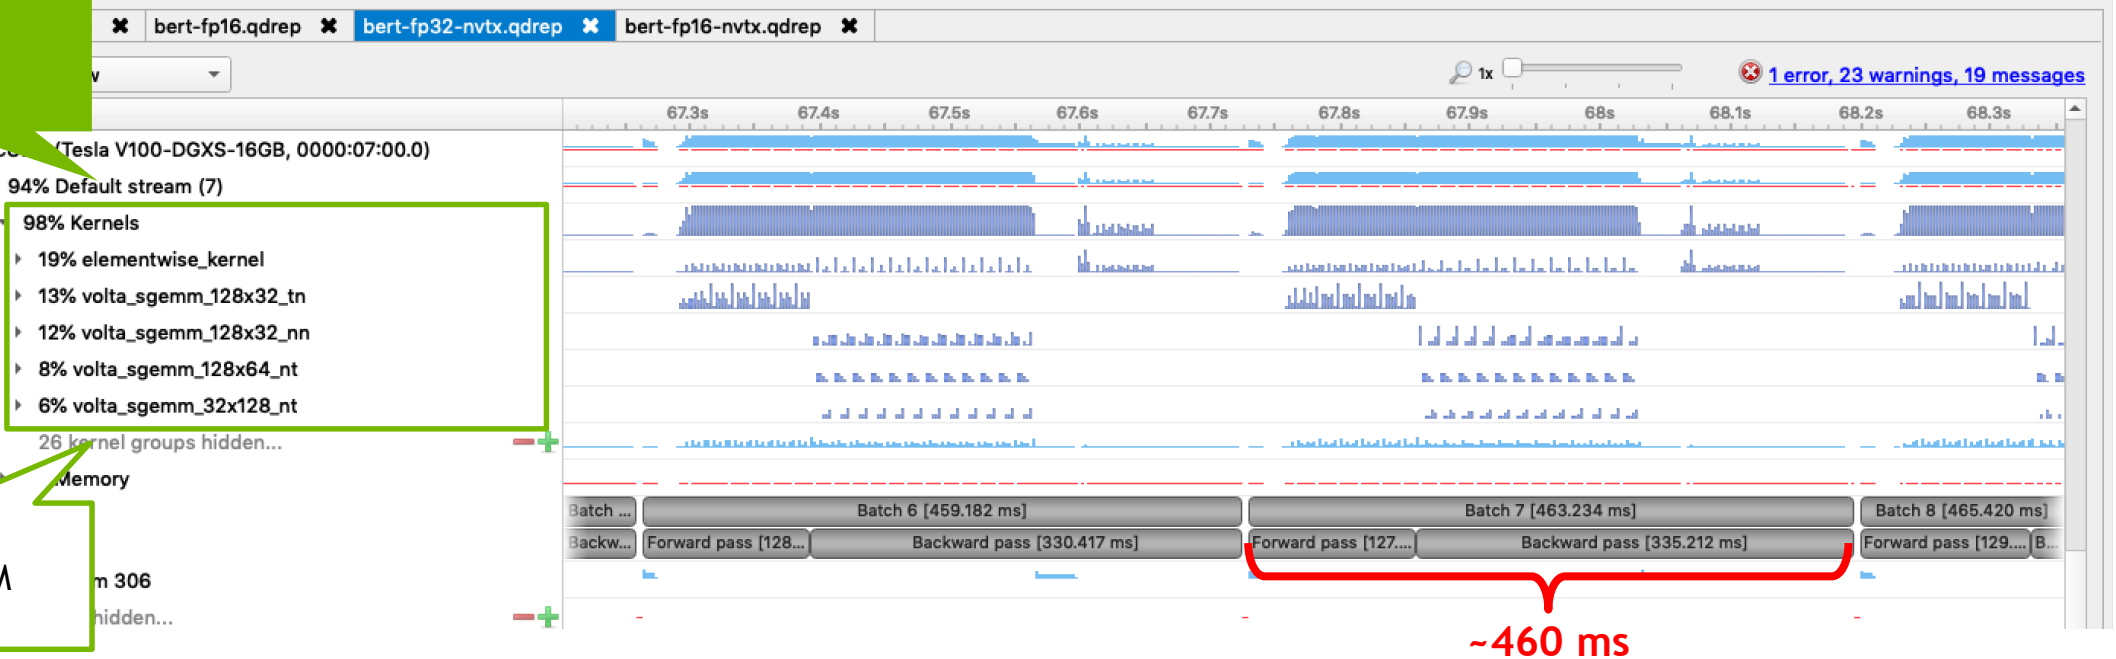 bert-fp16.qdrep bert-fp32-nvtx.qdrep bert-fp16-nvtx.qdrep
1x 1 error, 23 warnings, 19 messages
67.3s 67.4s 67.5s 67.6s 67.7s 67.8s 67.9s 68s 68.1s 68.2s 68.3s
(Tesla V100-DGXS-16GB, 0000:07:00.0)
94% Default stream (7)
98% Kernels
19% elementwise_kernel
13% volta_sgemm_128x32_tn
12% volta_sgemm_128x32_nn
8% volta_sgemm_128x64_nt
6% volta_sgemm_32x128_nt
26 kernel groups hidden...
Memory
Batch ... Batch 6 [459.182 ms] Batch 7 [463.234 ms] Batch 8 [465.420 ms]
Backw... Forward pass [128... Backward pass [330.417 ms] Forward pass [127.... Backward pass [335.212 ms] Forward pass [129.... B...
m 306
hidden...
~460 ms